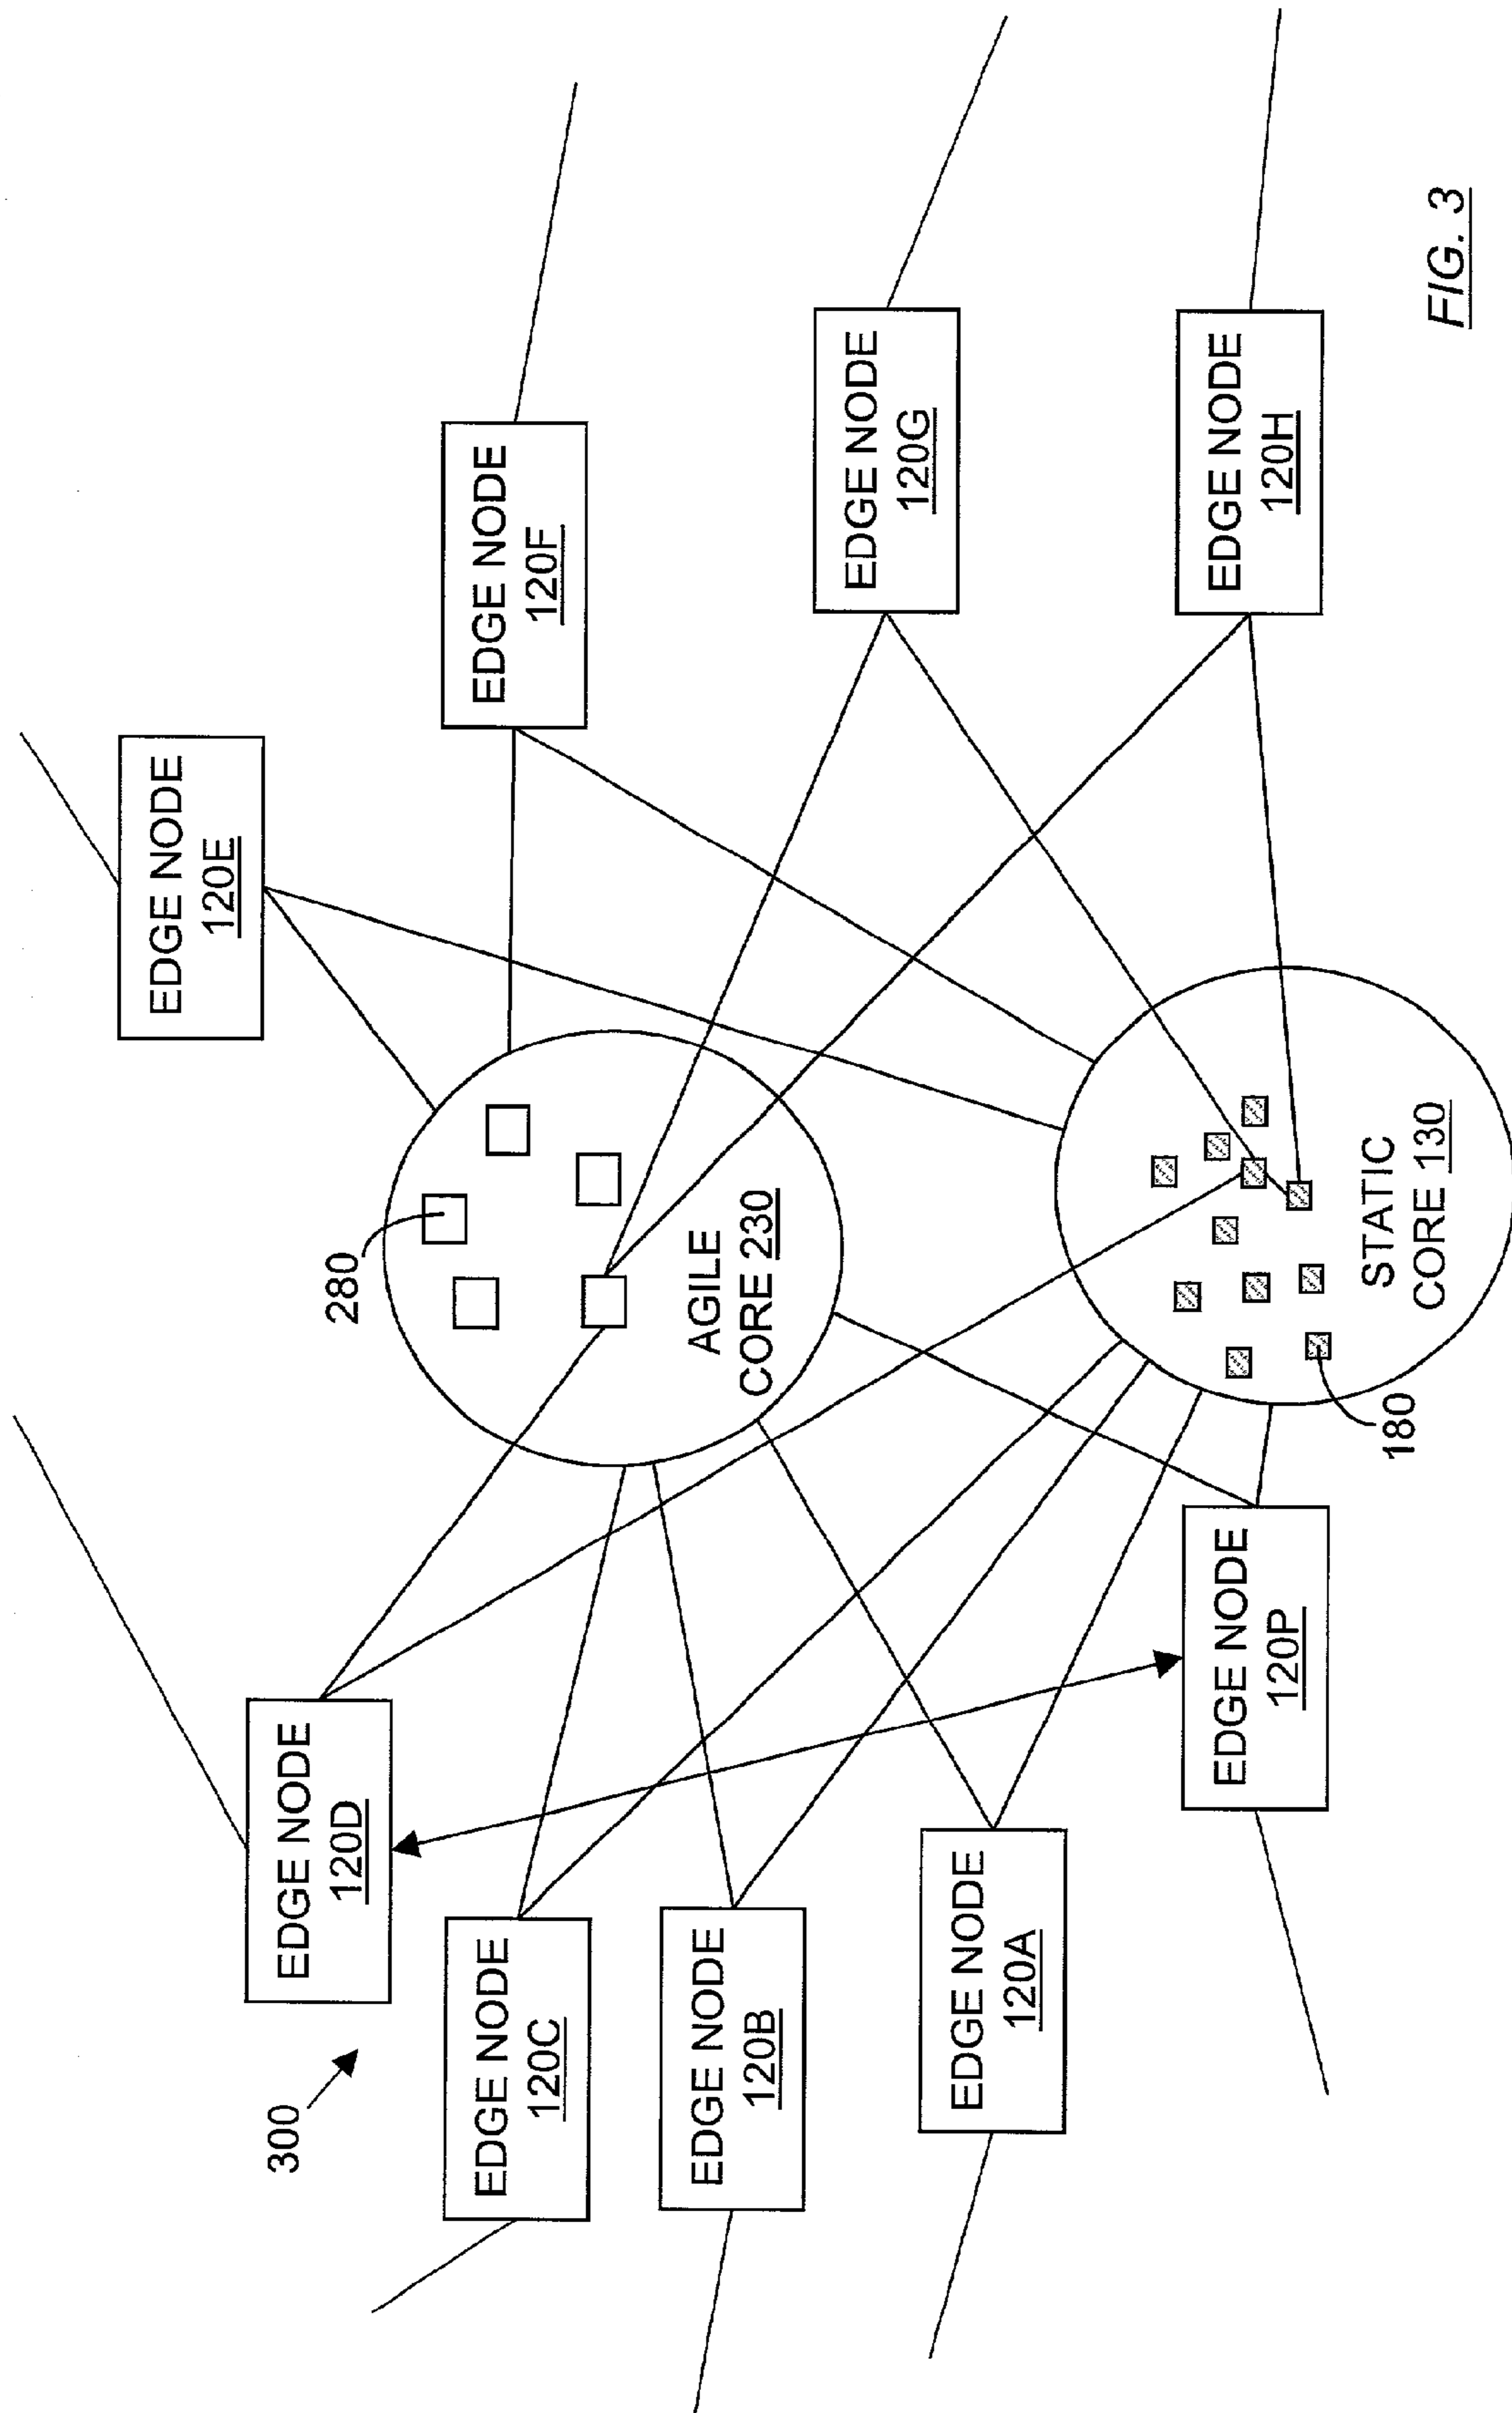 300
EDGE NODE
120D
EDGE NODE
120C
EDGE NODE
120B
EDGE NODE
120A
EDGE NODE
120P
280
AGILE
CORE 230
180
STATIC
CORE 130
EDGE NODE
120E
EDGE NODE
120F
EDGE NODE
120G
EDGE NODE
120H
FIG. 3